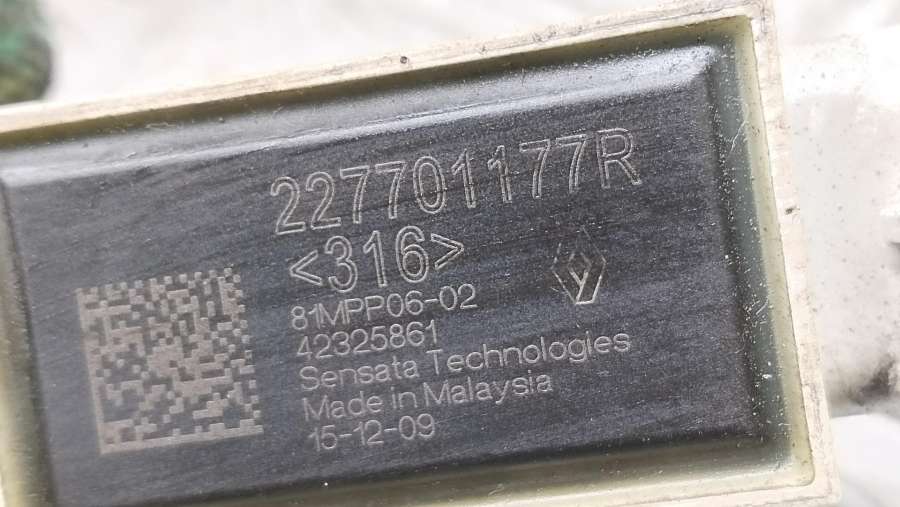 227701177R
<316>
81MPP06-02
42325861
Sensata Technologies
Made in Malaysia
15-12-09